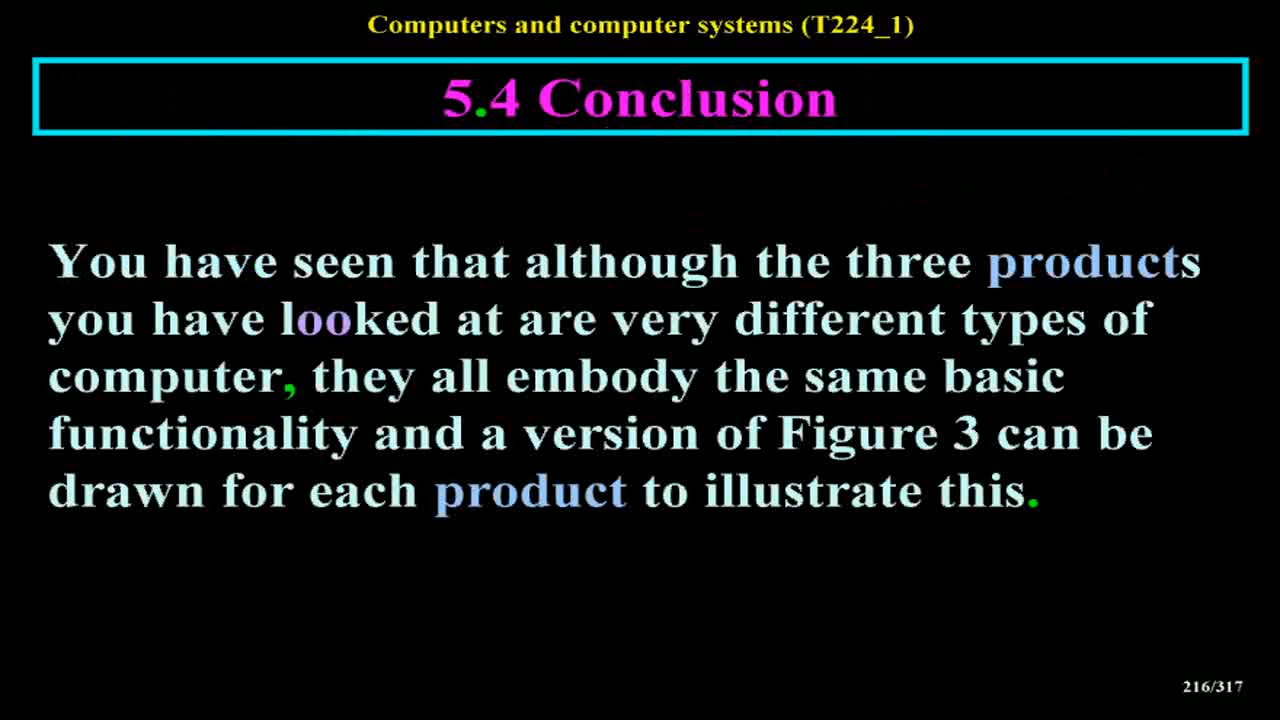 Computers and computer systems (T224_1)
5.4 Conclusion
You have seen that although the three products
you have looked at are very different types of
computer, they all embody the same basic
functionality and a version of Figure 3 can be
drawn for each product to illustrate this.
216/317